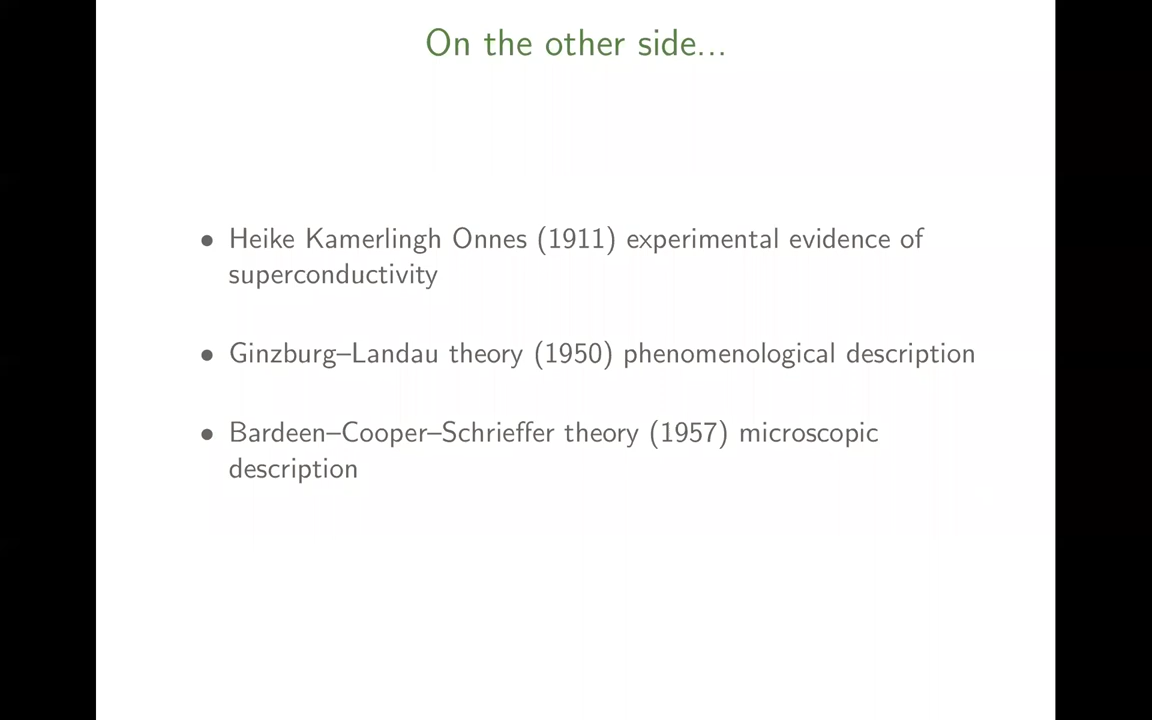 On the other side...
• Heike Kamerlingh Onnes (1911) experimental evidence of
superconductivity
• Ginzburg–Landau theory (1950) phenomenological description
• Bardeen–Cooper–Schrieffer theory (1957) microscopic
description